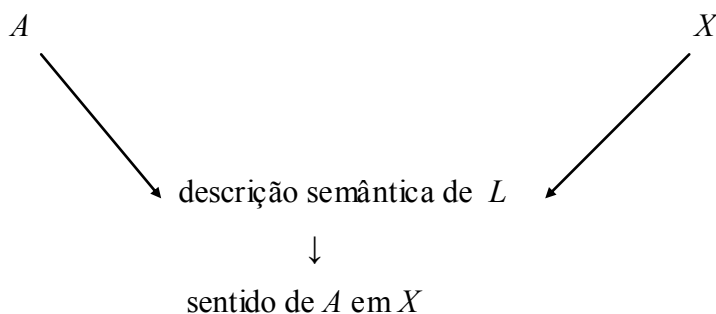 A X
descrição semântica de L
↓
sentido de A em X